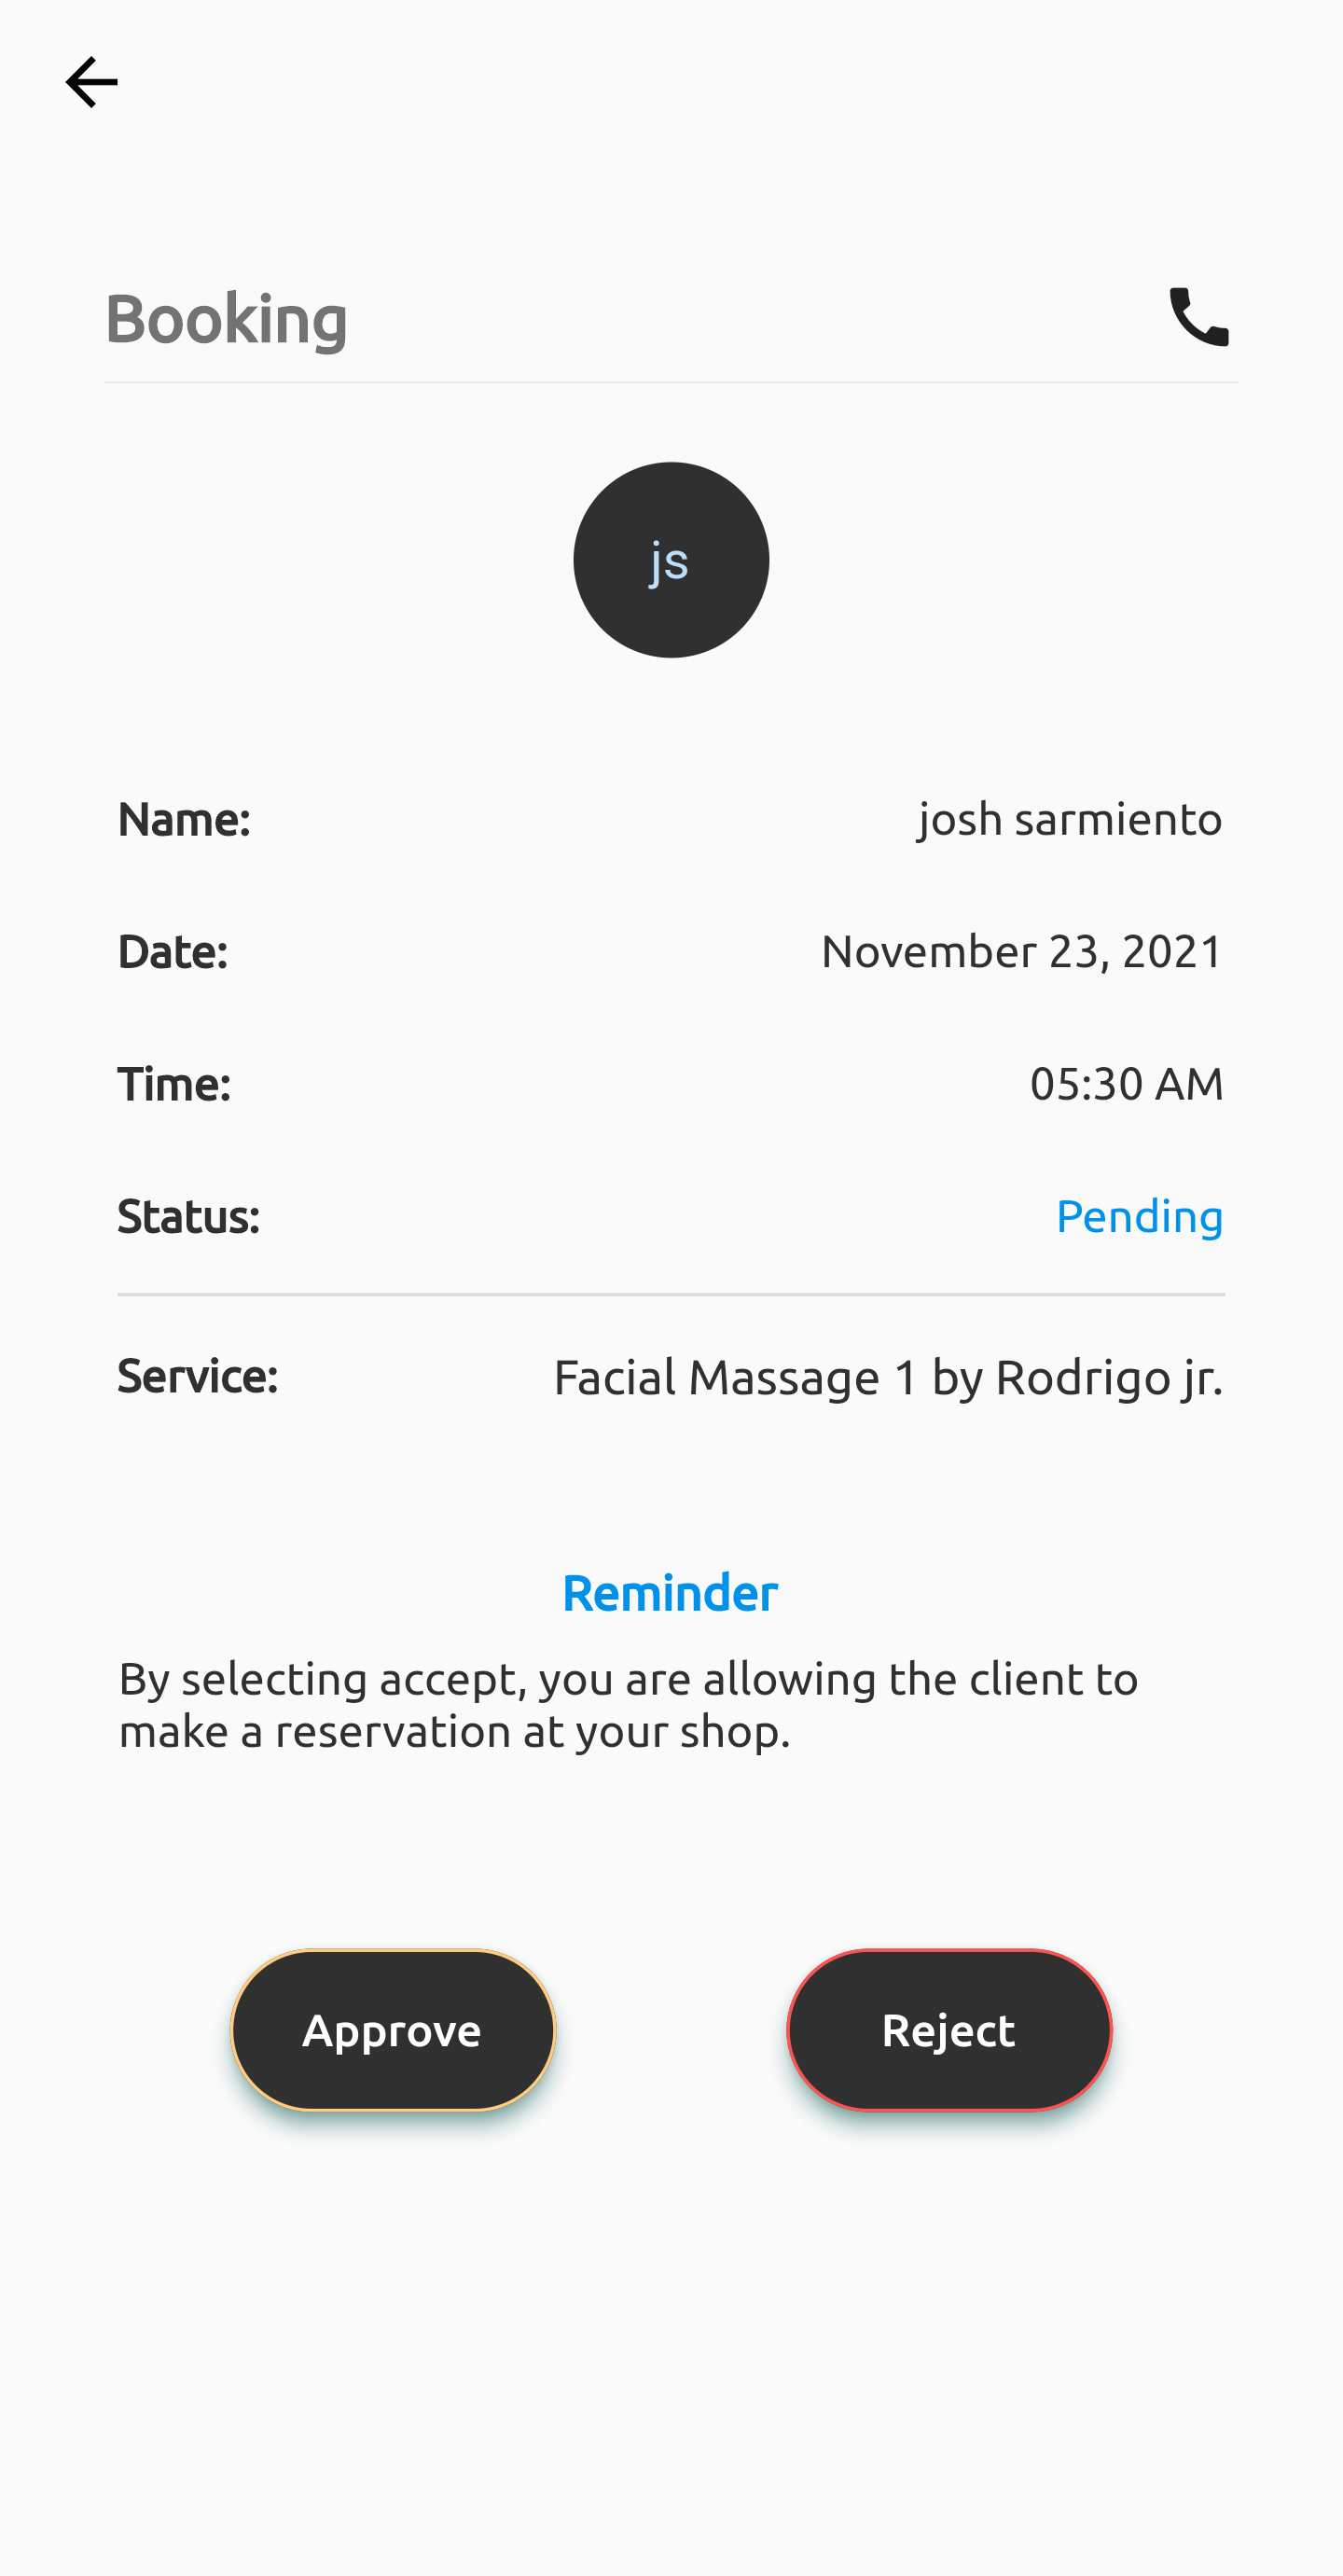 Booking
js
Name: josh sarmiento
Date: November 23, 2021
Time: 05:30 AM
Status: Pending
Service: Facial Massage 1 by Rodrigo jr.
Reminder
By selecting accept, you are allowing the client to
make a reservation at your shop.
Approve Reject